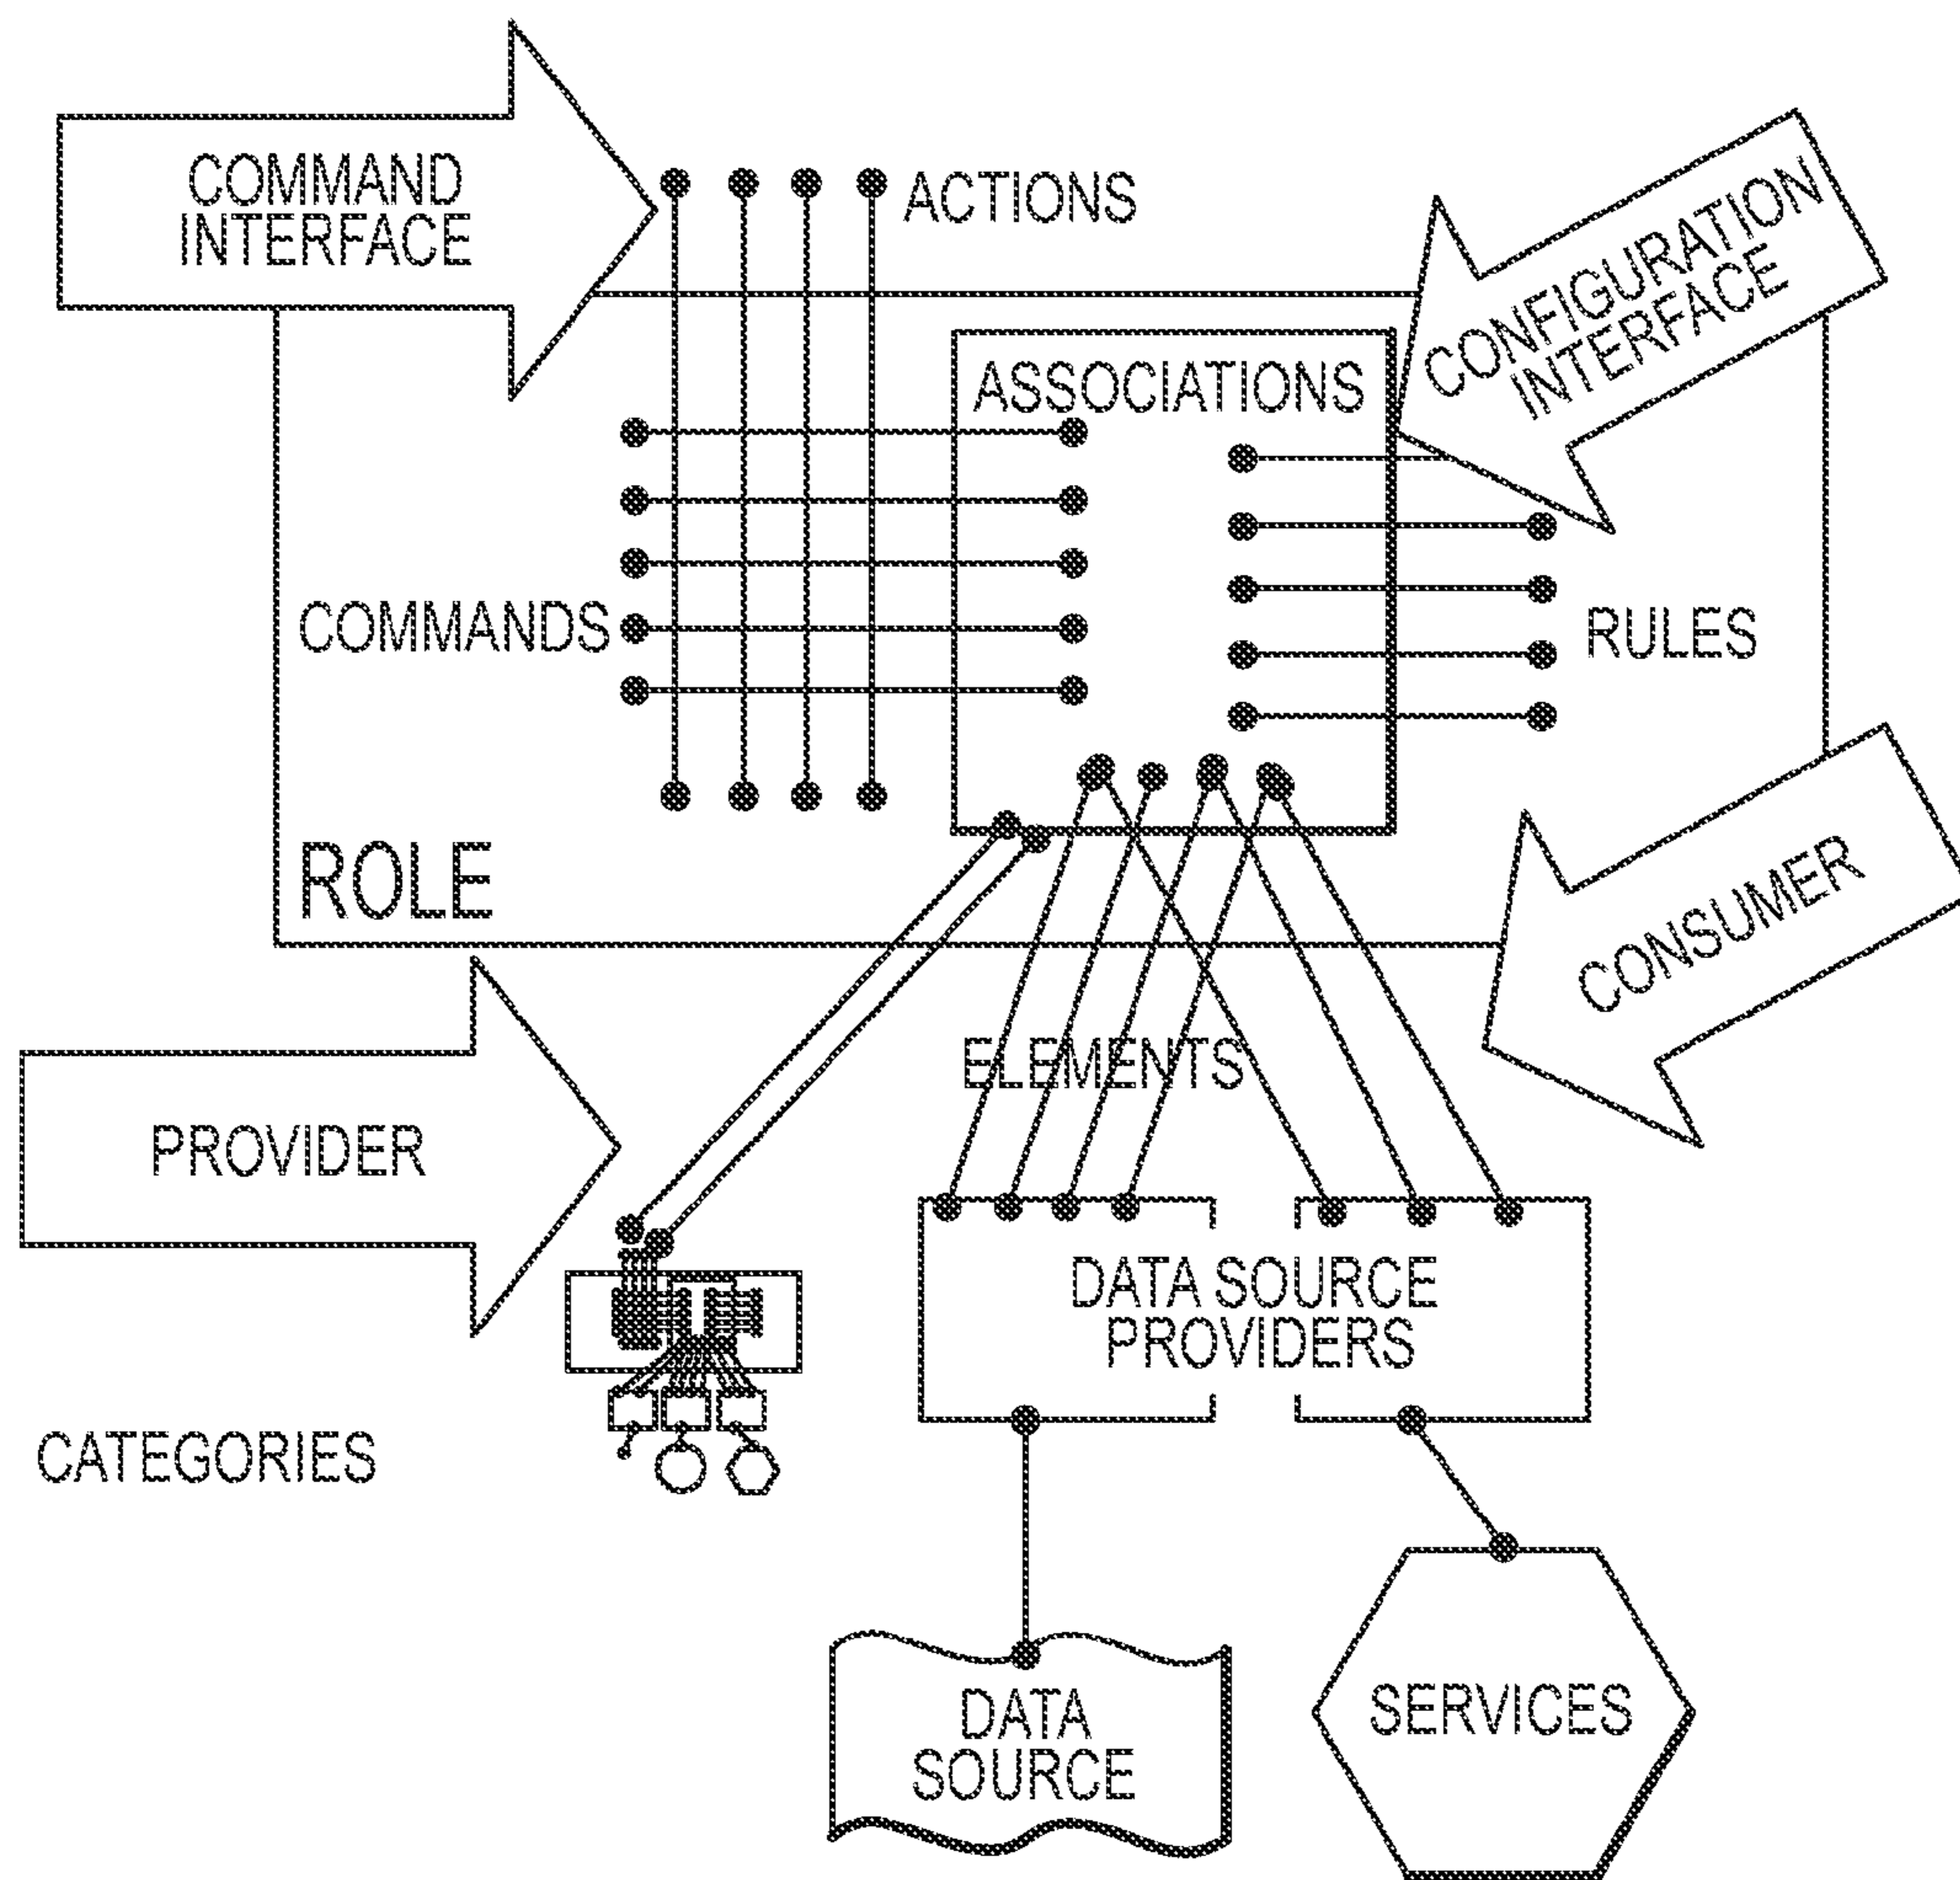 COMMAND
INTERFACE
ACTIONS
CONFIGURATION
INTERFACE
ASSOCIATIONS
COMMANDS
RULES
ROLE
CONSUMER
ELEMENTS
PROVIDER
DATA SOURCE
PROVIDERS
CATEGORIES
DATA
SOURCE
SERVICES